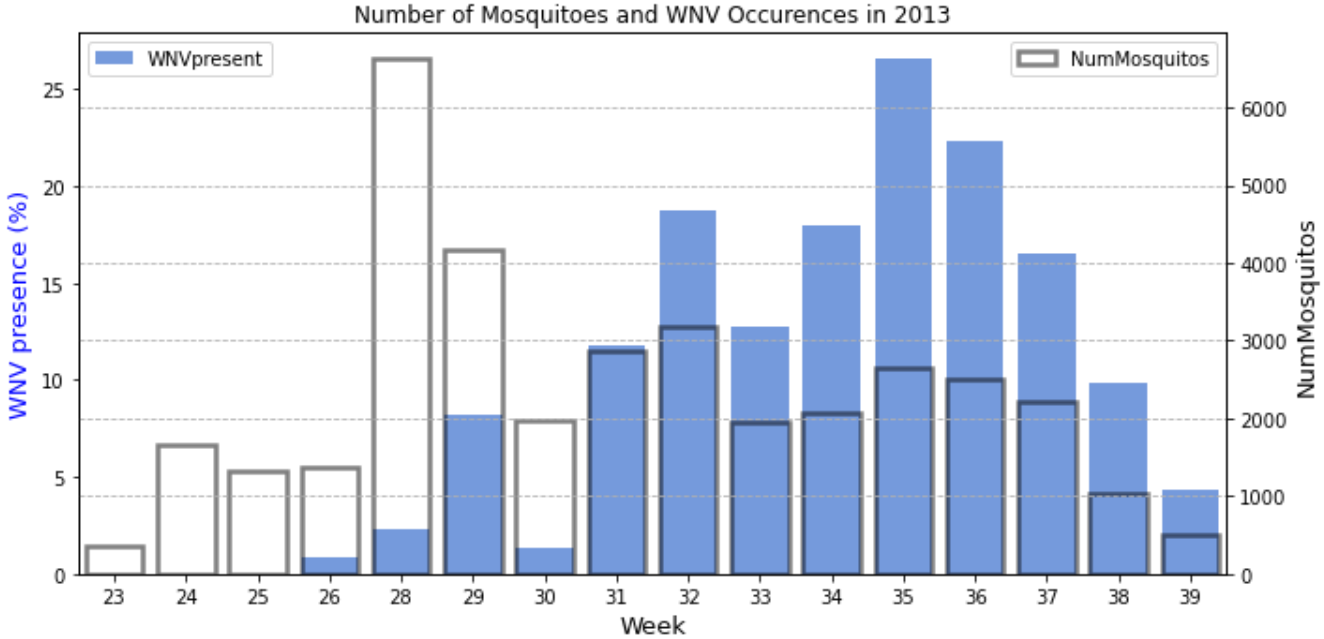 Number of Mosquitoes and WNV Occurences in 2013
WNVpresent
NumMosquitos
25
20
15
10
5
0
WNV presence (%)
6000
5000
4000
3000
2000
1000
0
NumMosquitos
23 24 25 26 28 29 30 31 32 33 34 35 36 37 38 39
Week